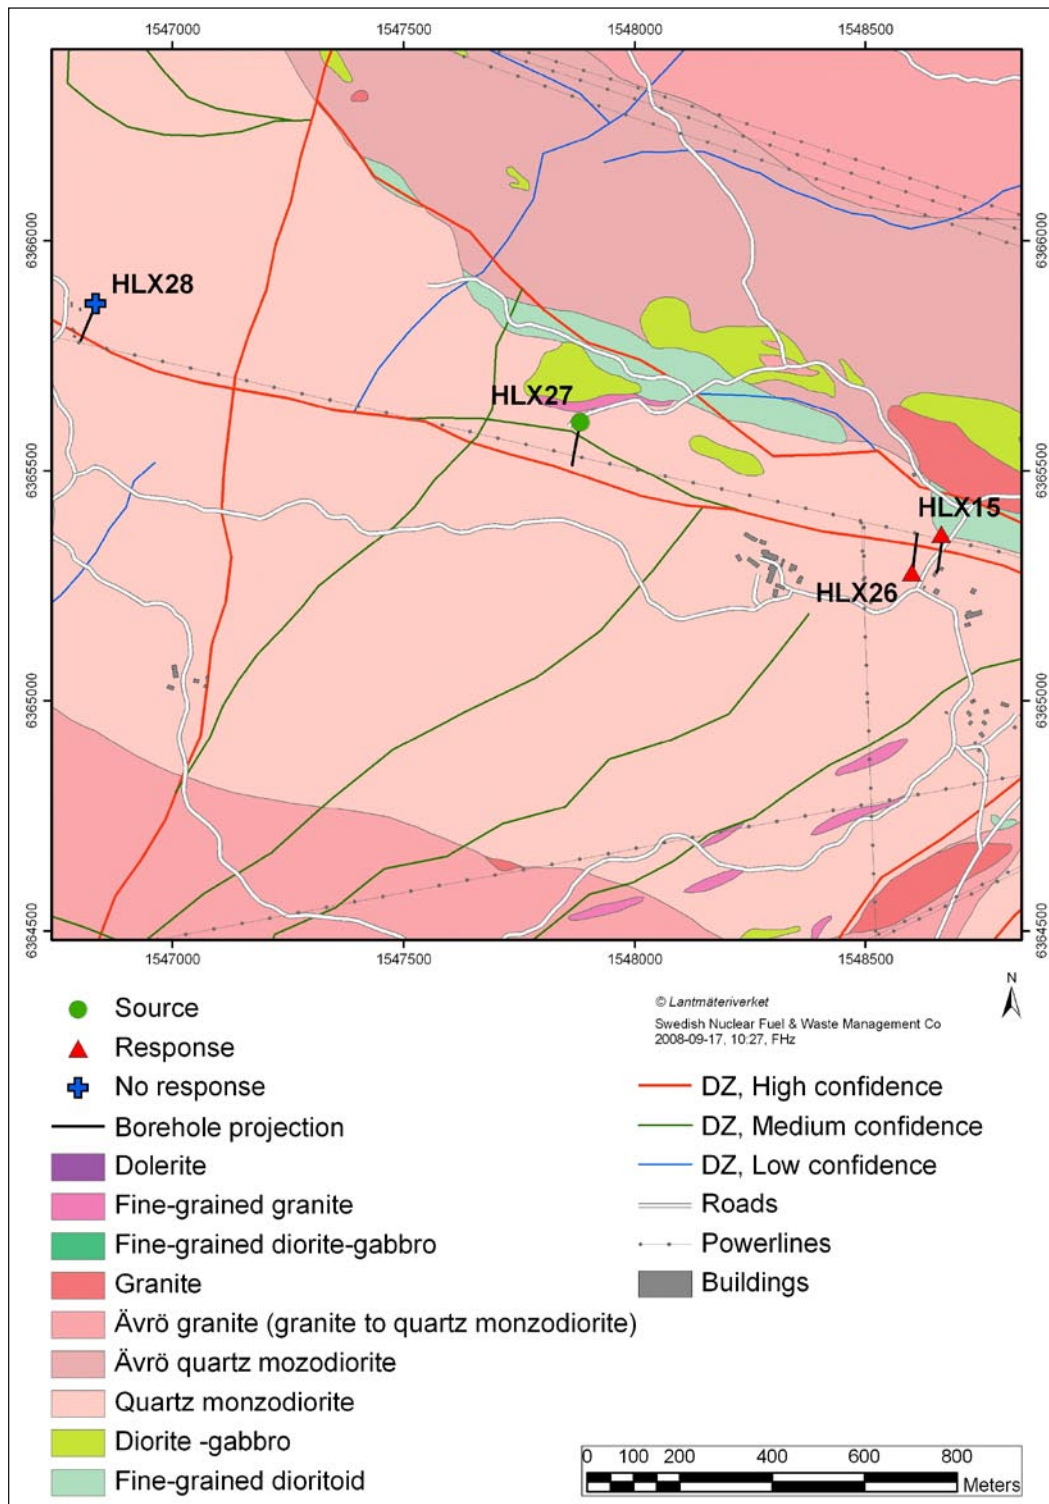 1547000 1547500 1548000 1548500
6366000 6366000
HLX28
HLX27
6365500 6365500
HLX15
HLX26
6365000 6365000
6364500 6364500
1547000 1547500 1548000 1548500
Source
Response
No response
Borehole projection
Dolerite
Fine-grained granite
Fine-grained diorite-gabbro
Granite
Ävrö granite (granite to quartz monzodiorite)
Ävrö quartz mozodiorite
Quartz monzodiorite
Diorite -gabbro
Fine-grained dioritoid
© Lantmäteriverket
Swedish Nuclear Fuel & Waste Management Co
2008-09-17, 10:27, FHz
N
DZ, High confidence
DZ, Medium confidence
DZ, Low confidence
Roads
Powerlines
Buildings
0 100 200 400 600 800
Meters